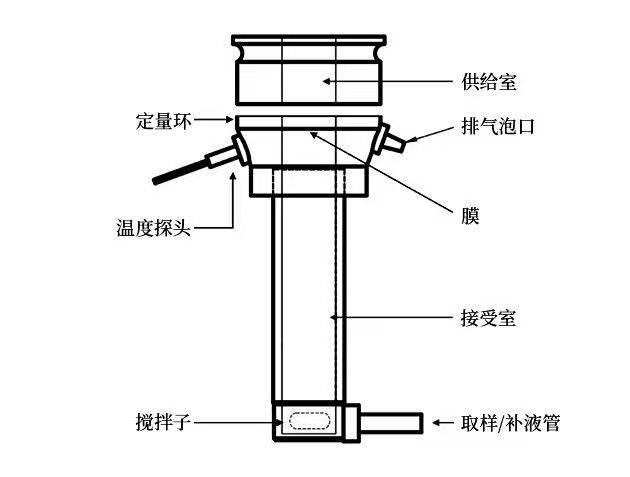 供给室
定量环
排气泡口
膜
温度探头
接受室
搅拌子
取样/补液管